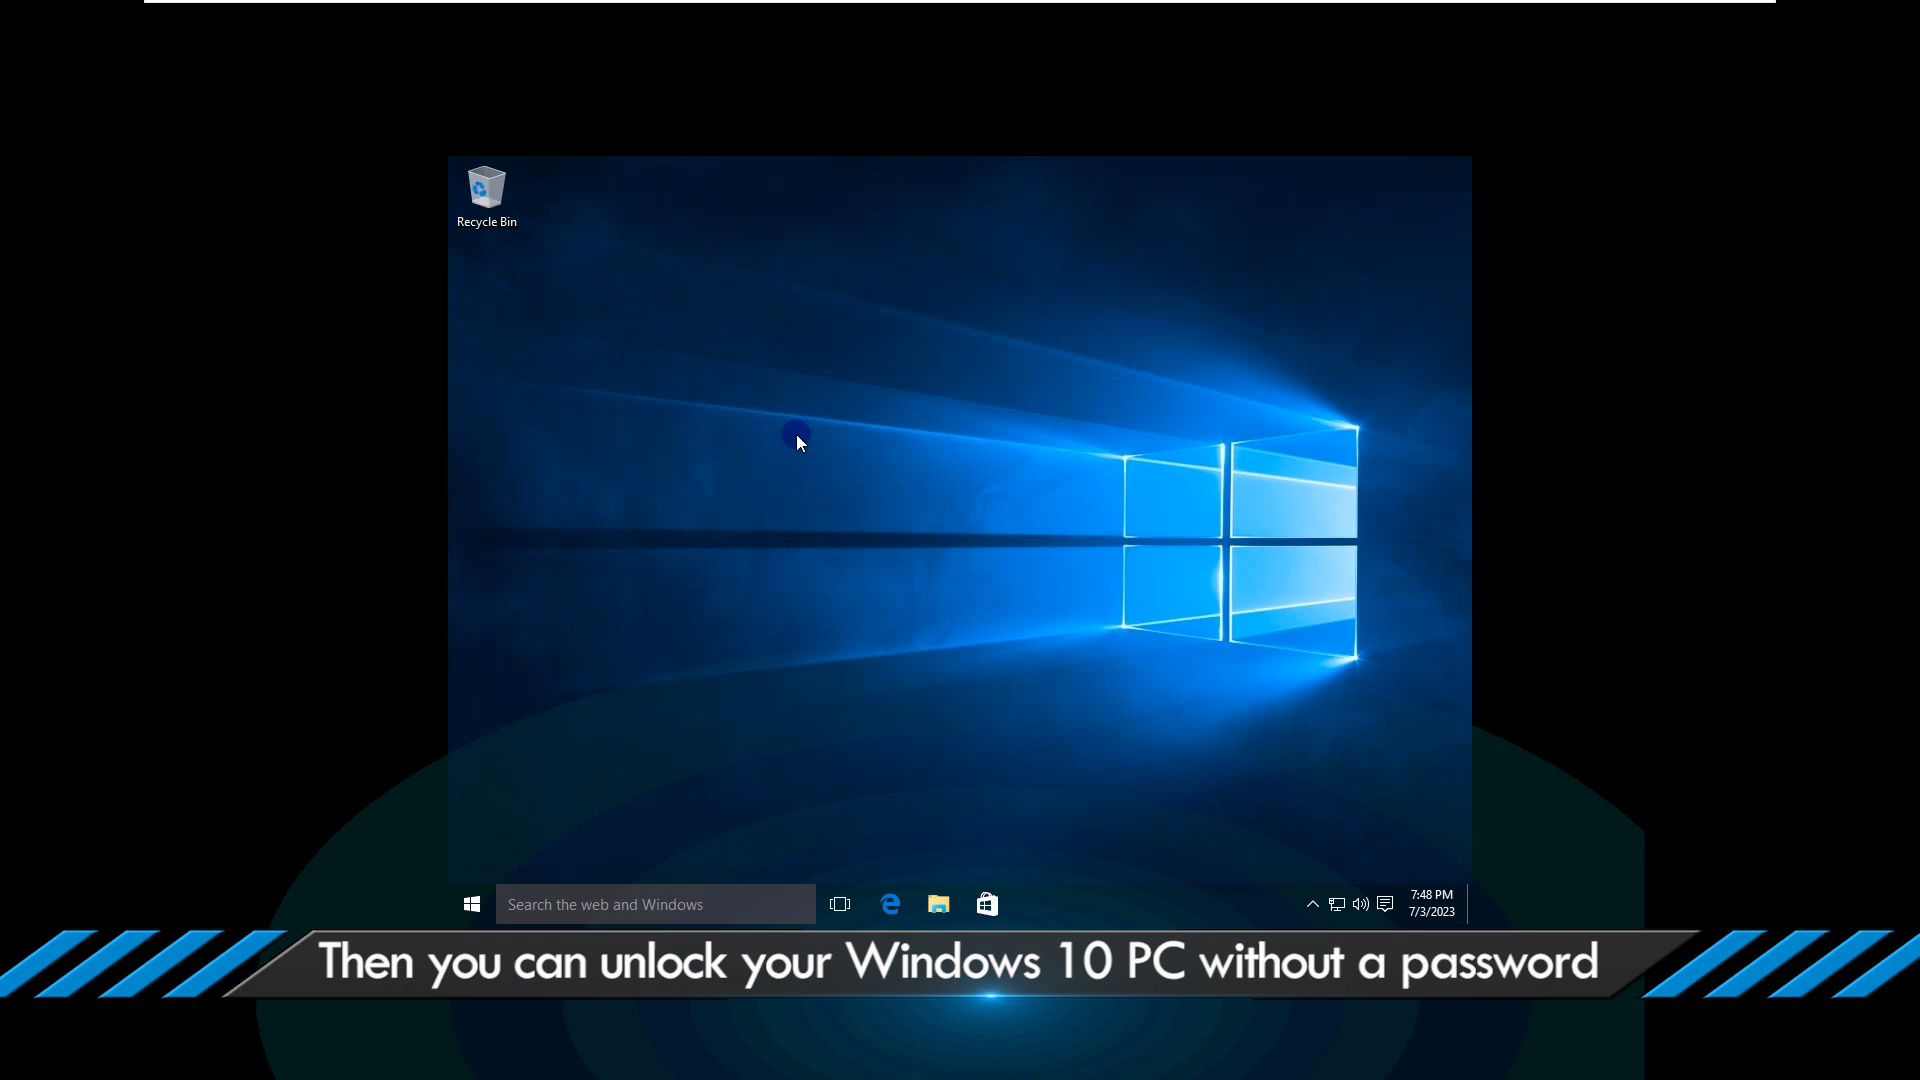 Recycle Bin
Search the web and Windows
7:48 PM
7/3/2023
Then you can unlock your Windows 10 PC without a password